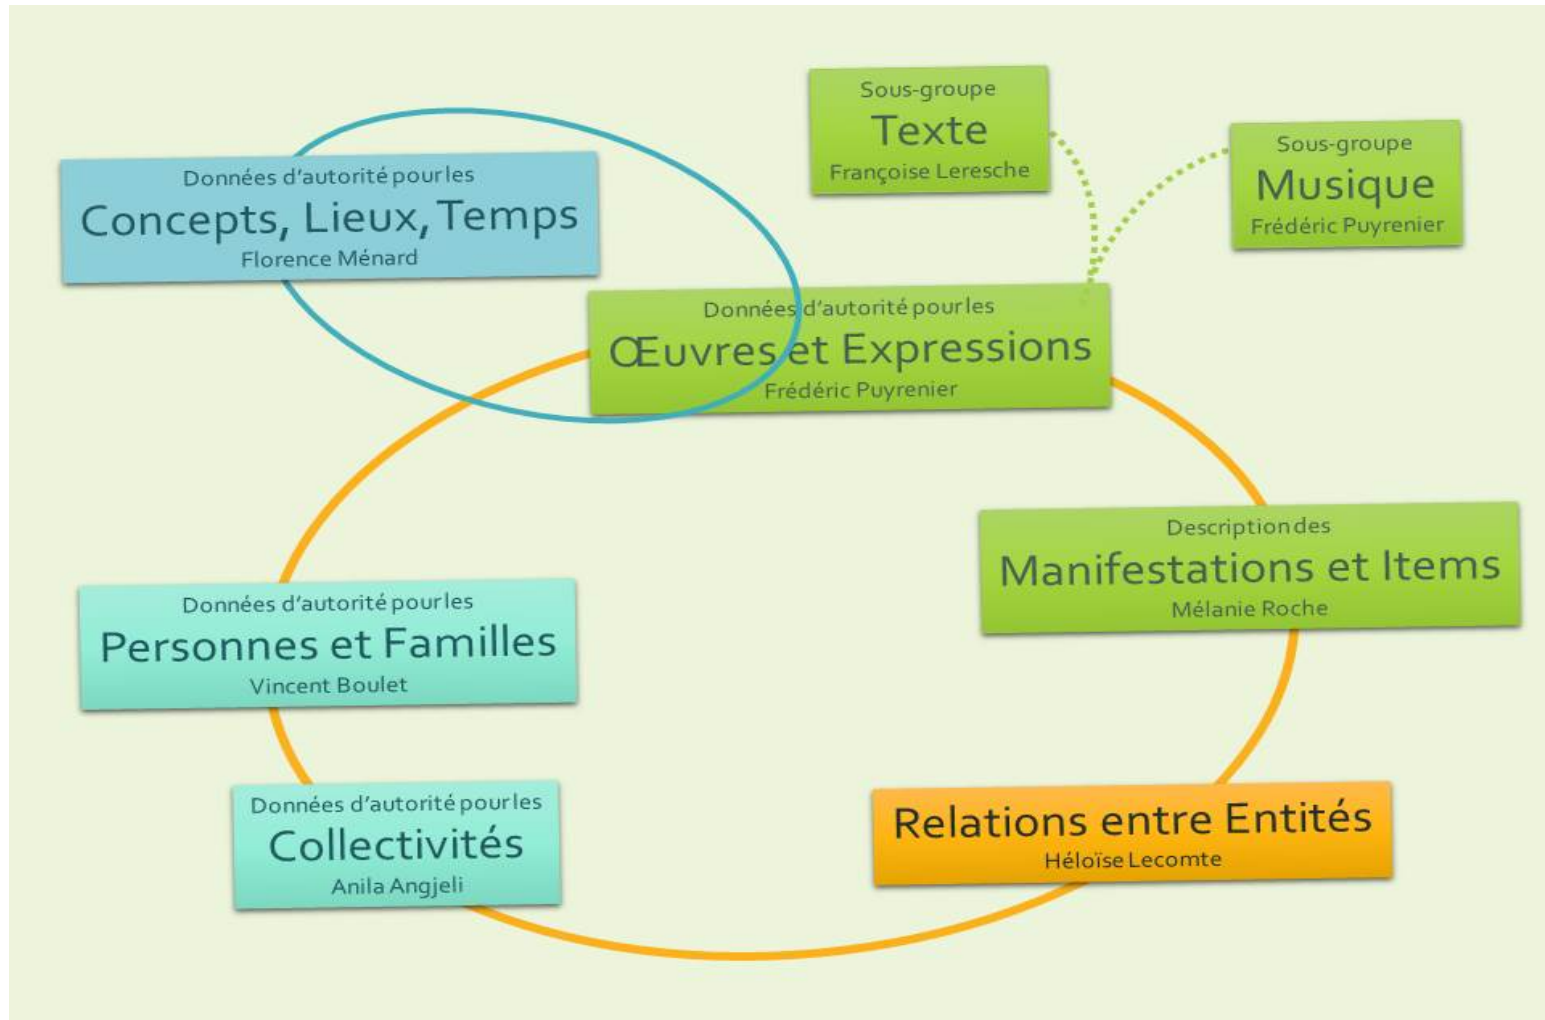 Sous-groupe
Texte
Françoise Leresche
Sous-groupe
Musique
Frédéric Puyrenier
Données d'autorité pour les
Concepts, Lieux, Temps
Florence Ménard
Données d'autorité pour les
Œuvres et Expressions
Frédéric Puyrenier
Description des
Manifestations et Items
Mélanie Roche
Données d'autorité pour les
Personnes et Familles
Vincent Boulet
Données d'autorité pour les
Collectivités
Anila Angjeli
Relations entre Entités
Héloïse Lecomte